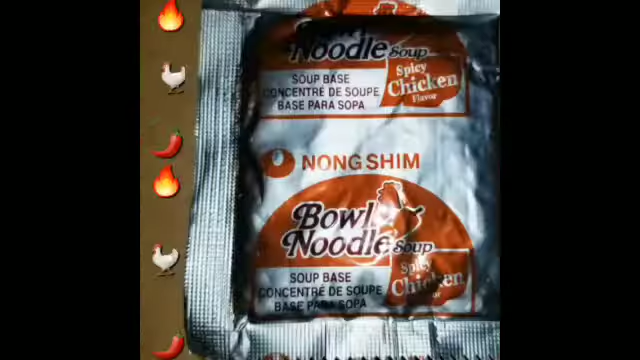 Bowl
Noodle Soup
Spicy
Chicken
Flavor
SOUP BASE
CONCENTRÉ DE SOUPE
BASE PARA SOPA
NONG SHIM
Bowl
Noodle Soup
Spicy
Chicken
SOUP BASE
CONCENTRÉ DE SOUPE
BASE PARA SOPA